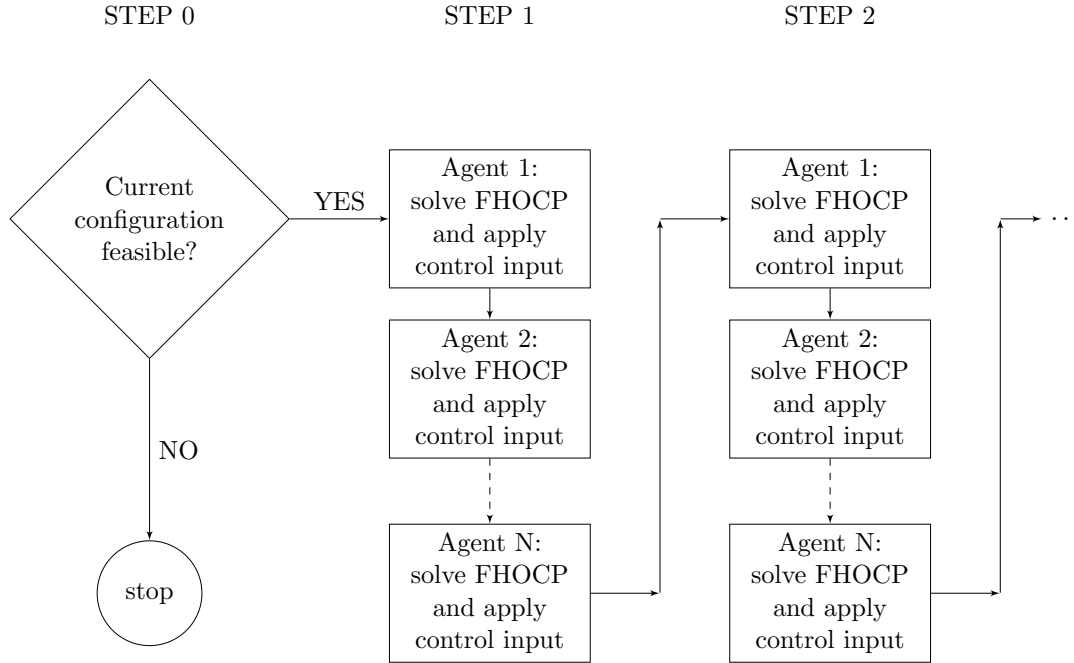 STEP 0
STEP 1
STEP 2
Current
configuration
feasible?
YES
NO
stop
Agent 1:
solve FHOCP
and apply
control input
Agent 2:
solve FHOCP
and apply
control input
Agent N:
solve FHOCP
and apply
control input
Agent 1:
solve FHOCP
and apply
control input
Agent 2:
solve FHOCP
and apply
control input
Agent N:
solve FHOCP
and apply
control input
. .